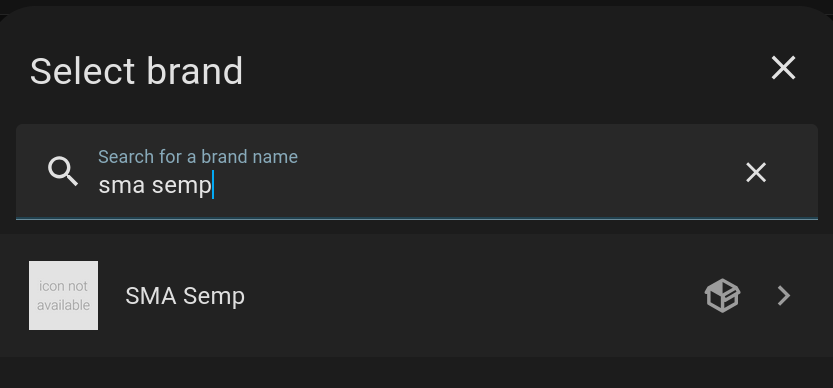 Select brand
Search for a brand name
sma semp
icon not
available
SMA Semp